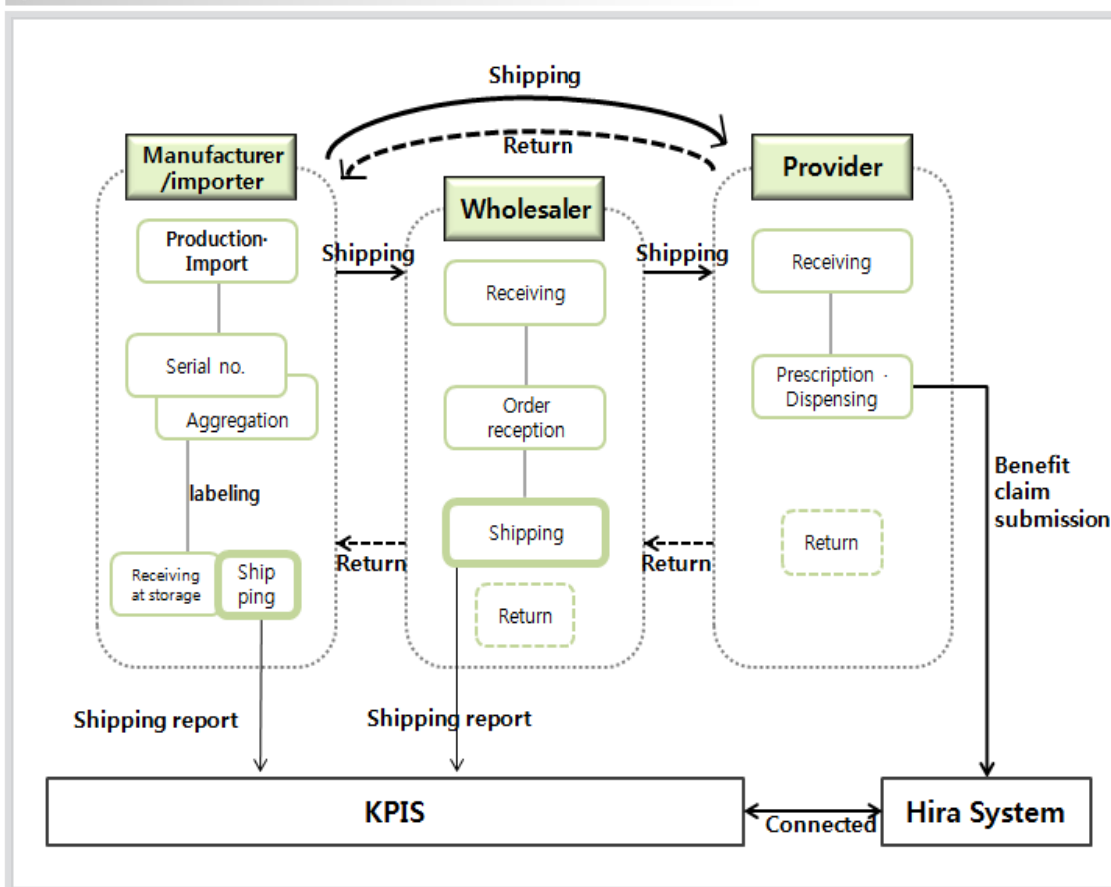 Shipping
Return
Manufacturer
/importer
Wholesaler
Provider
Production·
Import
Serial no.
Aggregation
labeling
Receiving
at storage
Ship
ping
Shipping
Receiving
Order
reception
Shipping
Return
Shipping
Receiving
Prescription ·
Dispensing
Return
Return
Return
Benefit
claim
submission
Shipping report
Shipping report
KPIS
Connected
Hira System